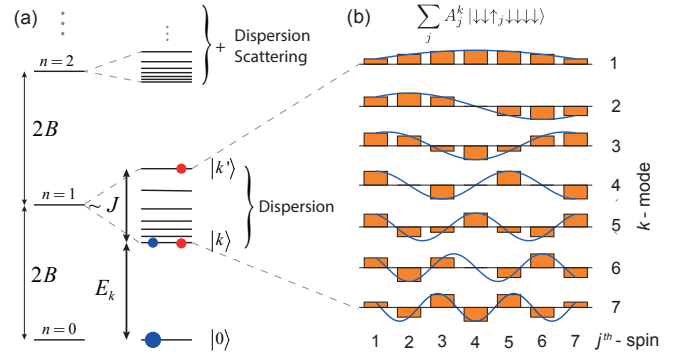 (a)
⋮
⋮
n=2
+ Dispersion
Scattering
2B
|k'⟩
n=1
~ J
Dispersion
|k⟩
2B
E_k
n=0
|0⟩
(b)
∑_j A_j^k |↓↓↑_j↓↓↓↓⟩
1
2
3
4
5
6
7
k - mode
1 2 3 4 5 6 7 j^th - spin